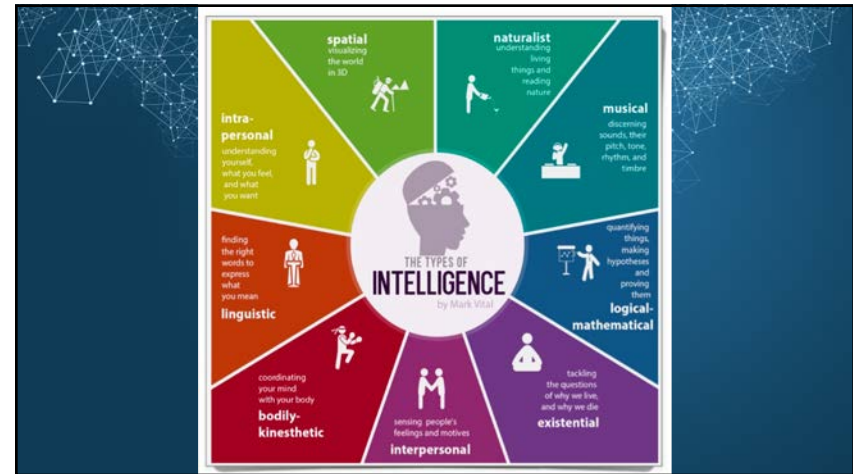 spatial
visualizing
the world
in 3D
naturalist
understanding
living
things and
reading
nature
musical
discerning
sounds, their
pitch, tone,
rhythm, and
timbre
quantifying
things,
making
hypotheses
and
proving
them
logical-
mathematical
tackling
the questions
of why we live,
and why we die
existential
sensing people's
feelings and motives
interpersonal
coordinating
your mind
with your body
bodily-
kinesthetic
finding
the right
words to
express
what
you mean
linguistic
intra-
personal
understanding
yourself,
what you feel,
and what
you want
THE TYPES OF
INTELLIGENCE
by Mark Vital